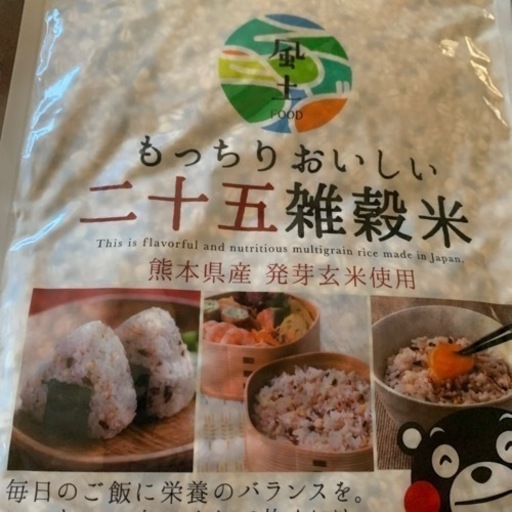 風土
FOOD
もっちりおいしい
二十五雑穀米
This is flavorful and nutritious multigrain rice made in Japan.
熊本県産 発芽玄米使用
毎日のご飯に栄養のバランスを。